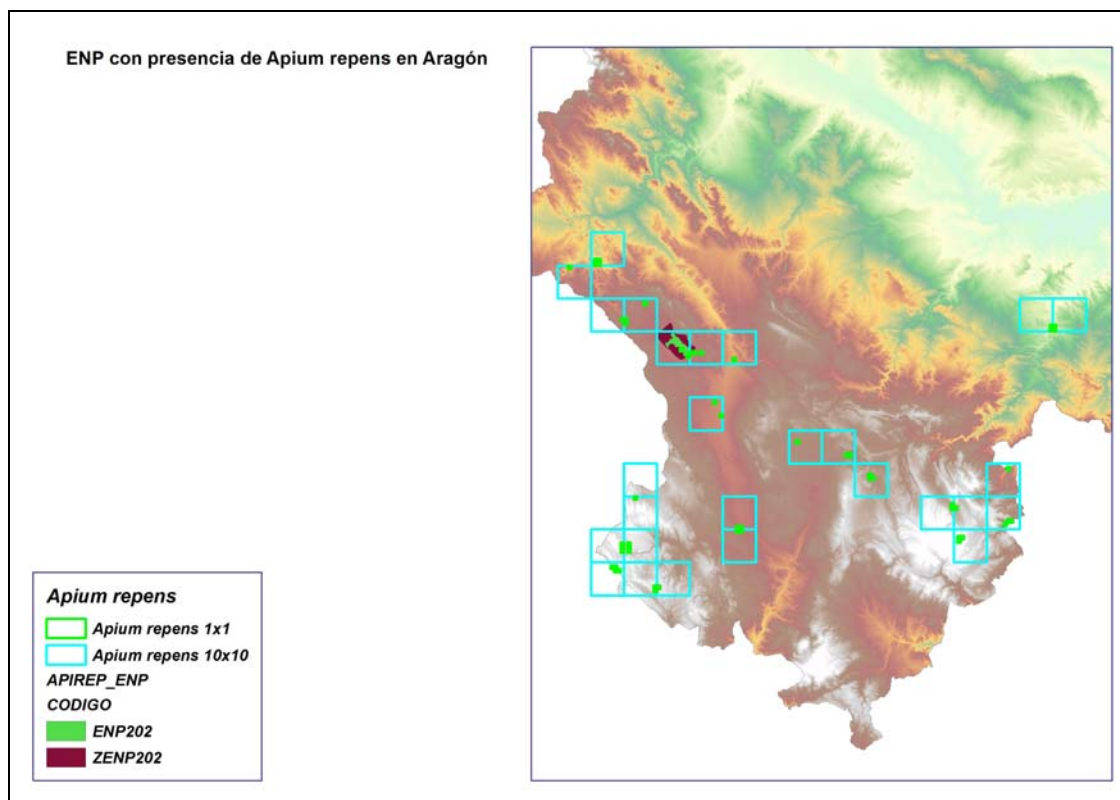 ENP con presencia de Apium repens en Aragón
Apium repens
Apium repens 1x1
Apium repens 10x10
APIREP_ENP
CODIGO
ENP202
ZENP202